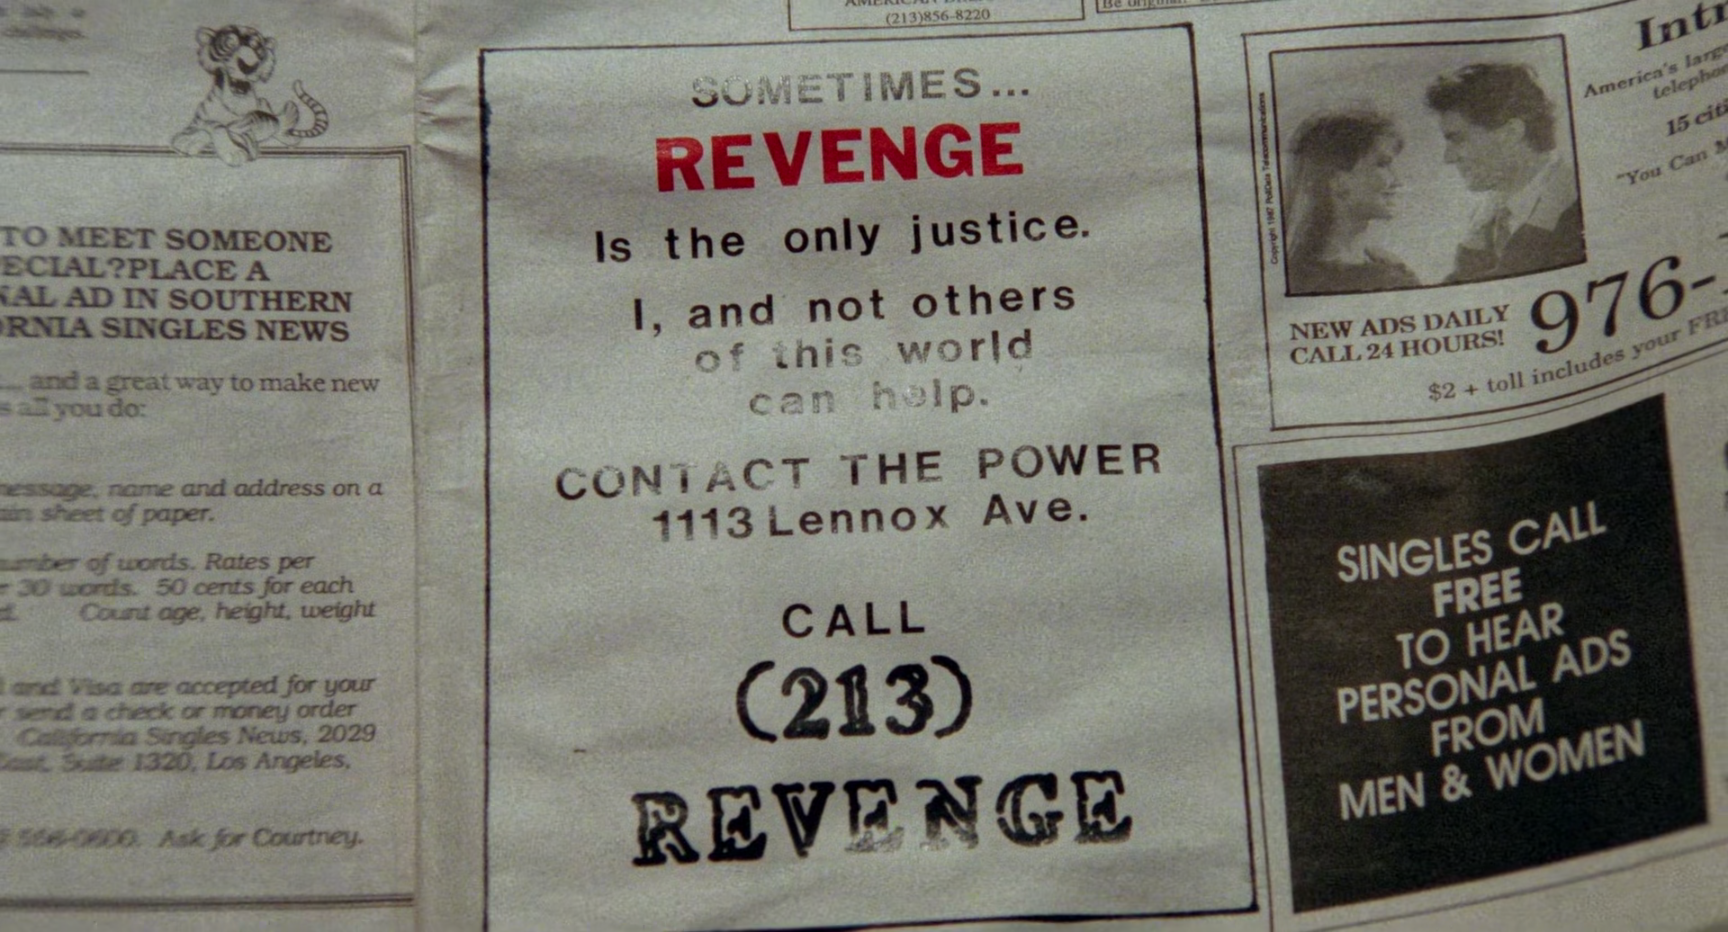 (213)856-8220
TO MEET SOMEONE
ECIAL?PLACE A
NAL AD IN SOUTHERN
ORNIA SINGLES NEWS
... and a great way to make new
s all you do:
message, name and address on a
sheet of paper.
number of words. Rates per
30 words. 50 cents for each
Count age, height, weight
and Visa are accepted for your
send a check or money order
California Singles News, 2029
East, Suite 1320, Los Angeles,
Ask for Courtney.
SOMETIMES...
REVENGE
Is the only justice.
I, and not others
of this world
can help.
CONTACT THE POWER
1113 Lennox Ave.
CALL
(213)
REVENGE
Intr
America's larg
telephon
15 citi
"You Can M
NEW ADS DAILY
CALL 24 HOURS!
976-
$2 + toll includes your FRE
SINGLES CALL
FREE
TO HEAR
PERSONAL ADS
FROM
MEN & WOMEN